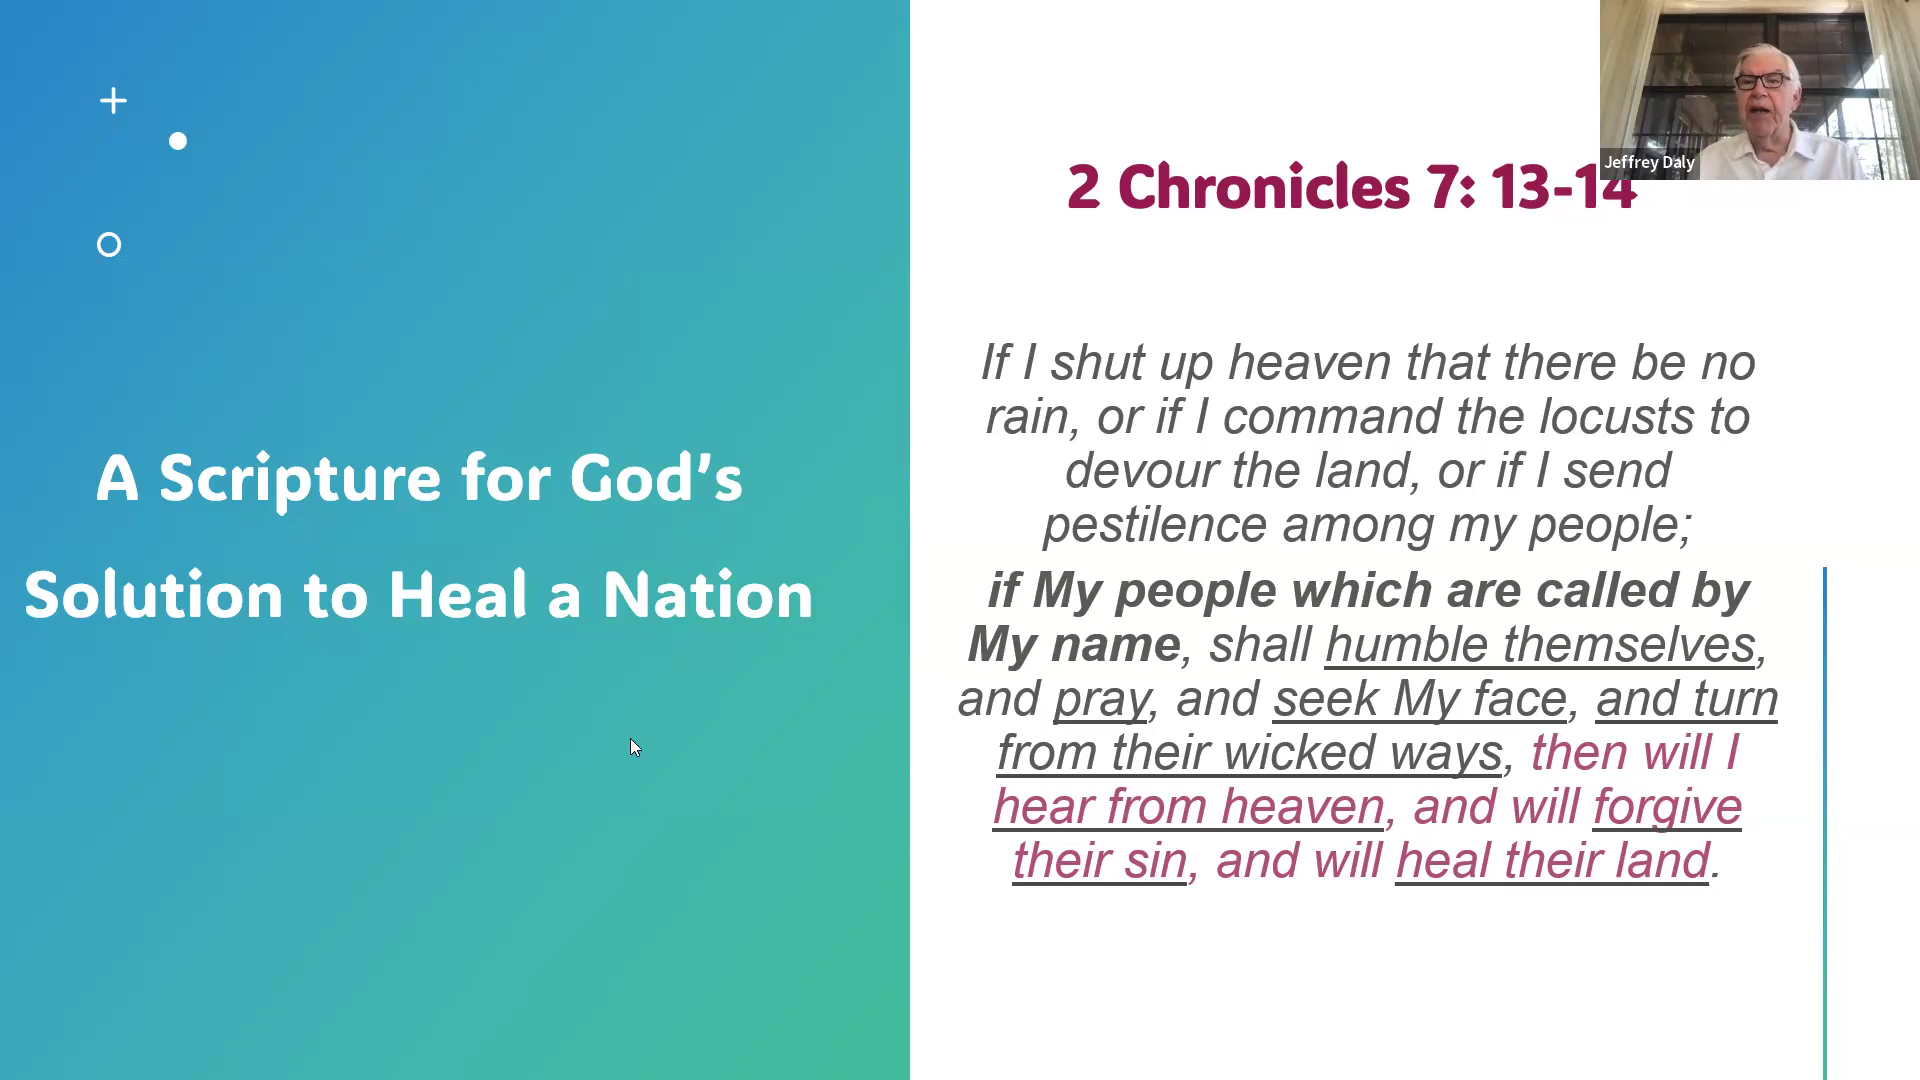 A Scripture for God's
Solution to Heal a Nation
2 Chronicles 7: 13-14
Jeffrey Daly
If I shut up heaven that there be no
rain, or if I command the locusts to
devour the land, or if I send
pestilence among my people;
if My people which are called by
My name, shall humble themselves,
and pray, and seek My face, and turn
from their wicked ways, then will I
hear from heaven, and will forgive
their sin, and will heal their land.